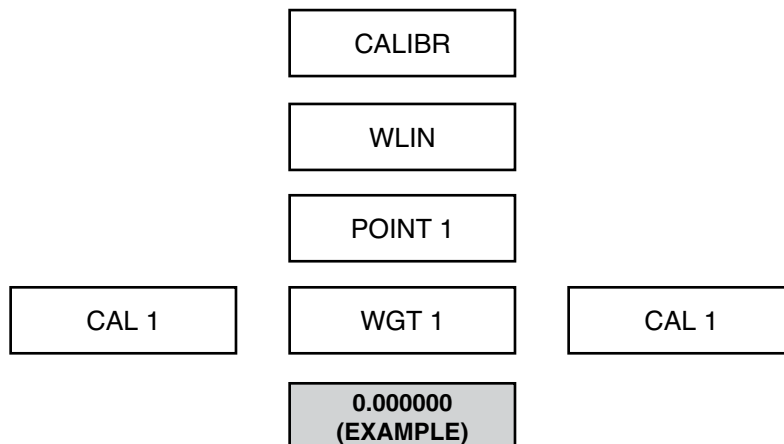 CALIBR
WLIN
POINT 1
CAL 1
WGT 1
CAL 1
0.000000
(EXAMPLE)